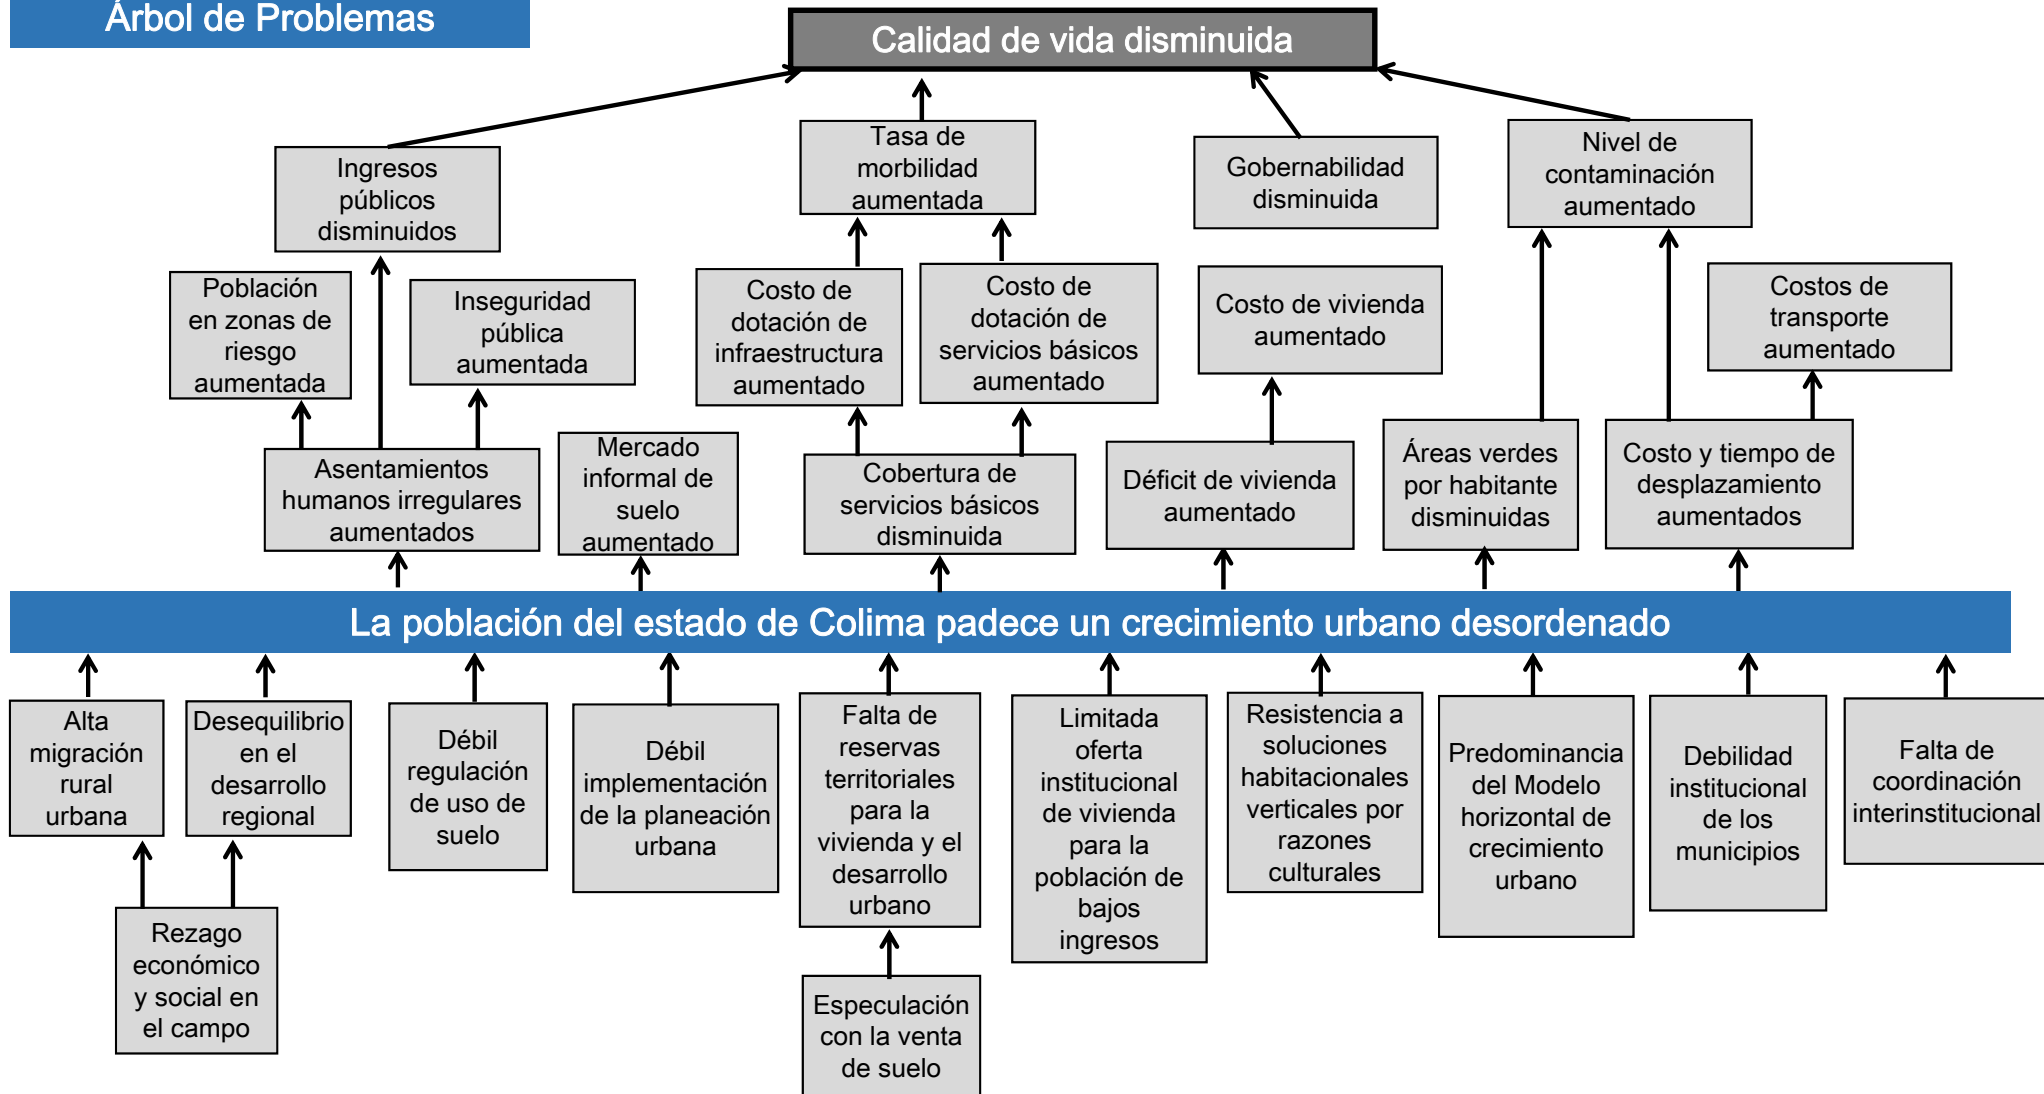 Árbol de Problemas
Calidad de vida disminuida
Ingresos
públicos
disminuidos
Tasa de
morbilidad
aumentada
Gobernabilidad
disminuida
Nivel de
contaminación
aumentado
Población
en zonas de
riesgo
aumentada
Inseguridad
pública
aumentada
Costo de
dotación de
infraestructura
aumentado
Costo de
dotación de
servicios básicos
aumentado
Costo de vivienda
aumentado
Costos de
transporte
aumentado
Asentamientos
humanos irregulares
aumentados
Mercado
informal de
suelo
aumentado
Cobertura de
servicios básicos
disminuida
Déficit de vivienda
aumentado
Áreas verdes
por habitante
disminuidas
Costo y tiempo de
desplazamiento
aumentados
La población del estado de Colima padece un crecimiento urbano desordenado
Alta
migración
rural
urbana
Desequilibrio
en el
desarrollo
regional
Débil
regulación
de uso de
suelo
Débil
implementación
de la planeación
urbana
Falta de
reservas
territoriales
para la
vivienda y el
desarrollo
urbano
Limitada
oferta
institucional
de vivienda
para la
población de
bajos
ingresos
Resistencia a
soluciones
habitacionales
verticales por
razones
culturales
Predominancia
del Modelo
horizontal de
crecimiento
urbano
Debilidad
institucional
de los
municipios
Falta de
coordinación
interinstitucional
Rezago
económico
y social en
el campo
Especulación
con la venta
de suelo